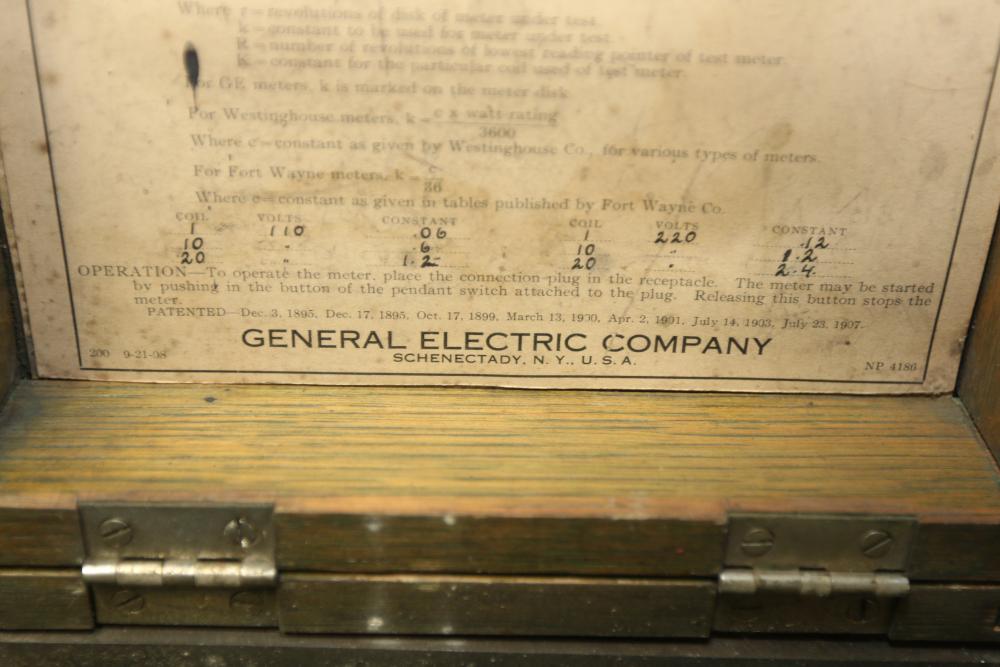 Where r=revolutions of disk of meter under test.
k=constant to be used for meter under test.
R=number of revolutions of lowest reading pointer of test meter.
K=constant for the particular coil used of test meter.
For GE meters, k is marked on the meter disk
For Westinghouse meters, k = c x watt rating
3600
Where c=constant as given by Westinghouse Co., for various types of meters.
For Fort Wayne meters, k = c
36
Where c=constant as given in tables published by Fort Wayne Co.
COIL VOLTS CONSTANT COIL VOLTS CONSTANT
1 110 .06 1 220 .12
10 " .6 10 " 1.2
20 " 1.2 20 " 2.4
OPERATION—To operate the meter, place the connection plug in the receptacle. The meter may be started
by pushing in the button of the pendant switch attached to the plug. Releasing this button stops the
meter.
PATENTED—Dec. 3, 1895, Dec. 17, 1895, Oct. 17, 1899, March 13, 1900, Apr. 2, 1901, July 14, 1903, July 23, 1907.
GENERAL ELECTRIC COMPANY
SCHENECTADY, N. Y., U. S. A.
200 9-21-08 NP 4186